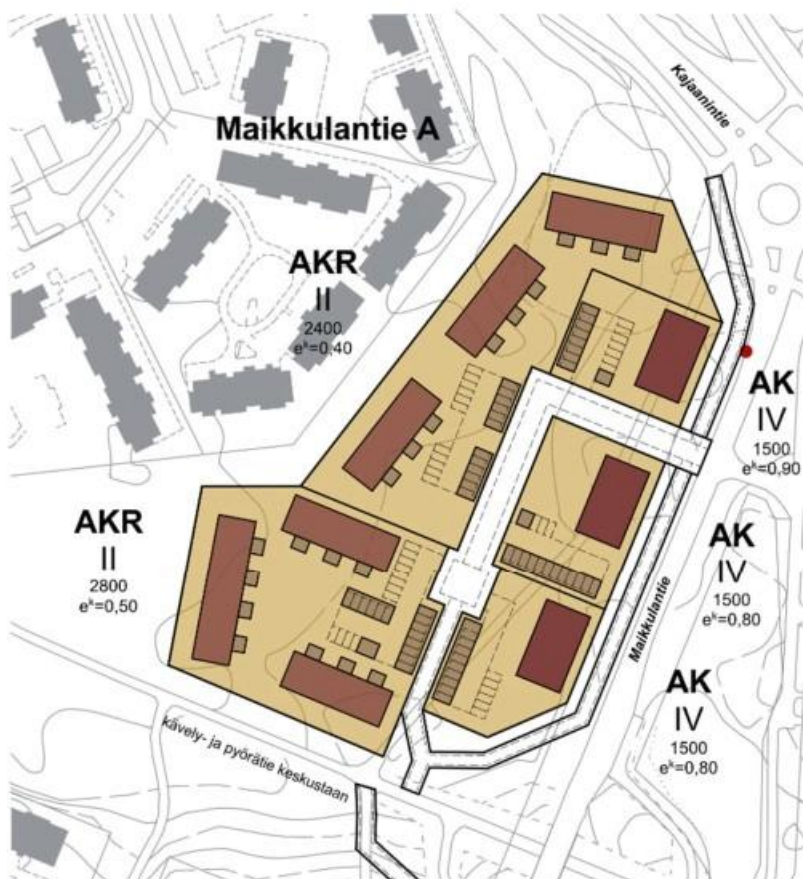 Kajaanintie
Maikkulantie A
AKR
II
2400
eᵏ=0,40
AK
IV
1500
eᵏ=0,90
AKR
II
2800
eᵏ=0,50
AK
IV
1500
eᵏ=0,80
Maikkulantie
AK
IV
1500
eᵏ=0,80
kävely- ja pyörätie keskustaan